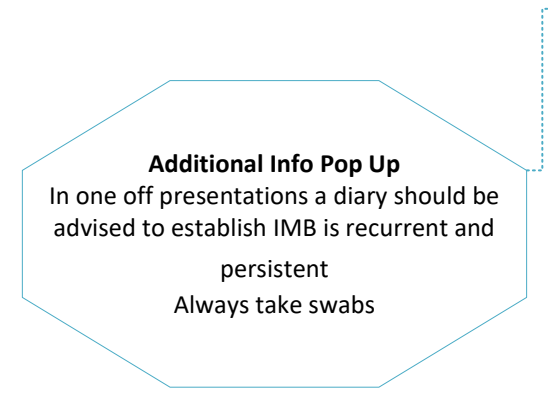 Additional Info Pop Up
In one off presentations a diary should be
advised to establish IMB is recurrent and
persistent
Always take swabs